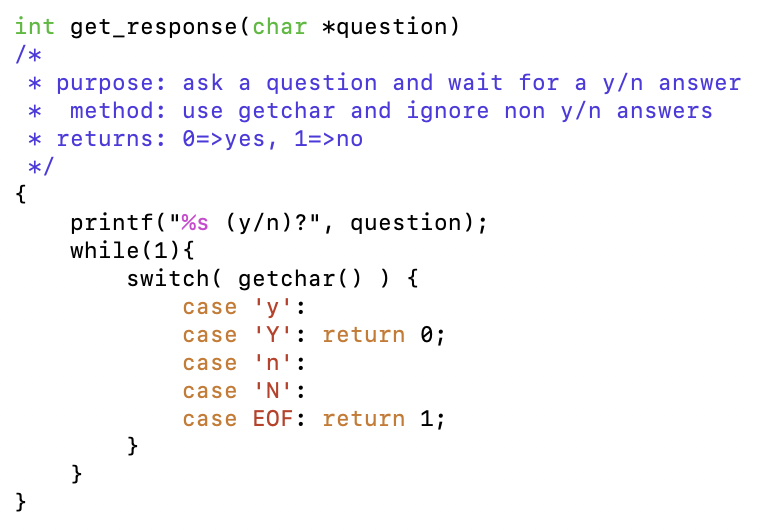 int get_response(char *question)
/*
 * purpose: ask a question and wait for a y/n answer
 *  method: use getchar and ignore non y/n answers
 * returns: 0=>yes, 1=>no
 */
{
    printf("%s (y/n)?", question);
    while(1){
        switch( getchar() ) {
            case 'y':
            case 'Y': return 0;
            case 'n':
            case 'N':
            case EOF: return 1;
        }
    }
}